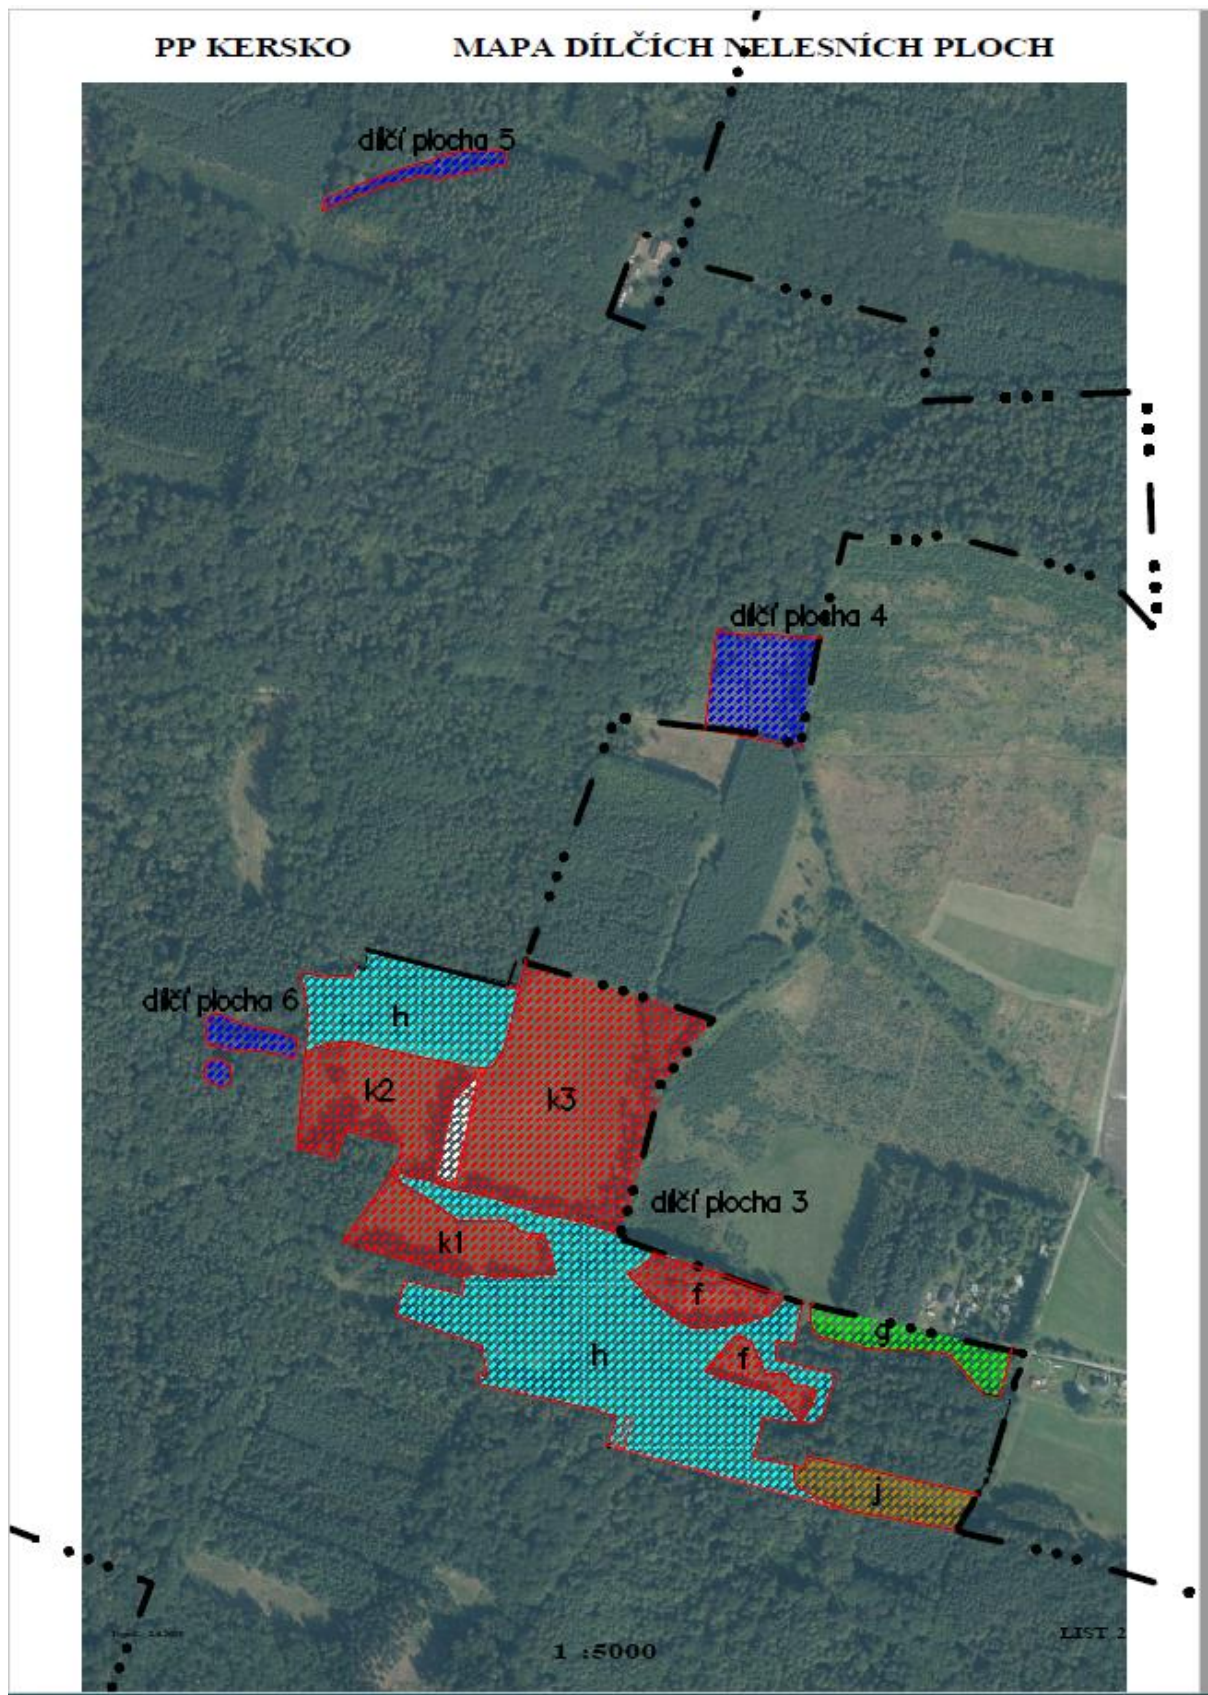 PP KERSKO MAPA DÍLČÍCH NELESNÍCH PLOCH
dílčí plocha 5
dílčí plocha 4
dílčí plocha 6
h
k2
k3
dílčí plocha 3
k1
f
g
h
f
j
LIST 2
1 :5000